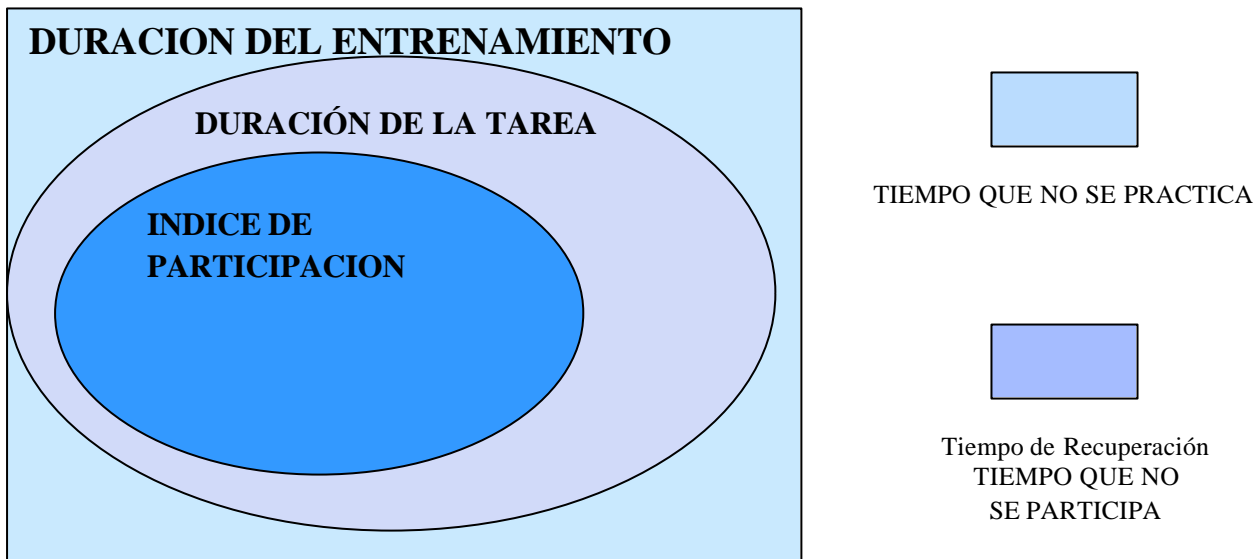 DURACION DEL ENTRENAMIENTO
DURACIÓN DE LA TAREA
INDICE DE
PARTICIPACION
TIEMPO QUE NO SE PRACTICA
Tiempo de Recuperación
TIEMPO QUE NO
SE PARTICIPA